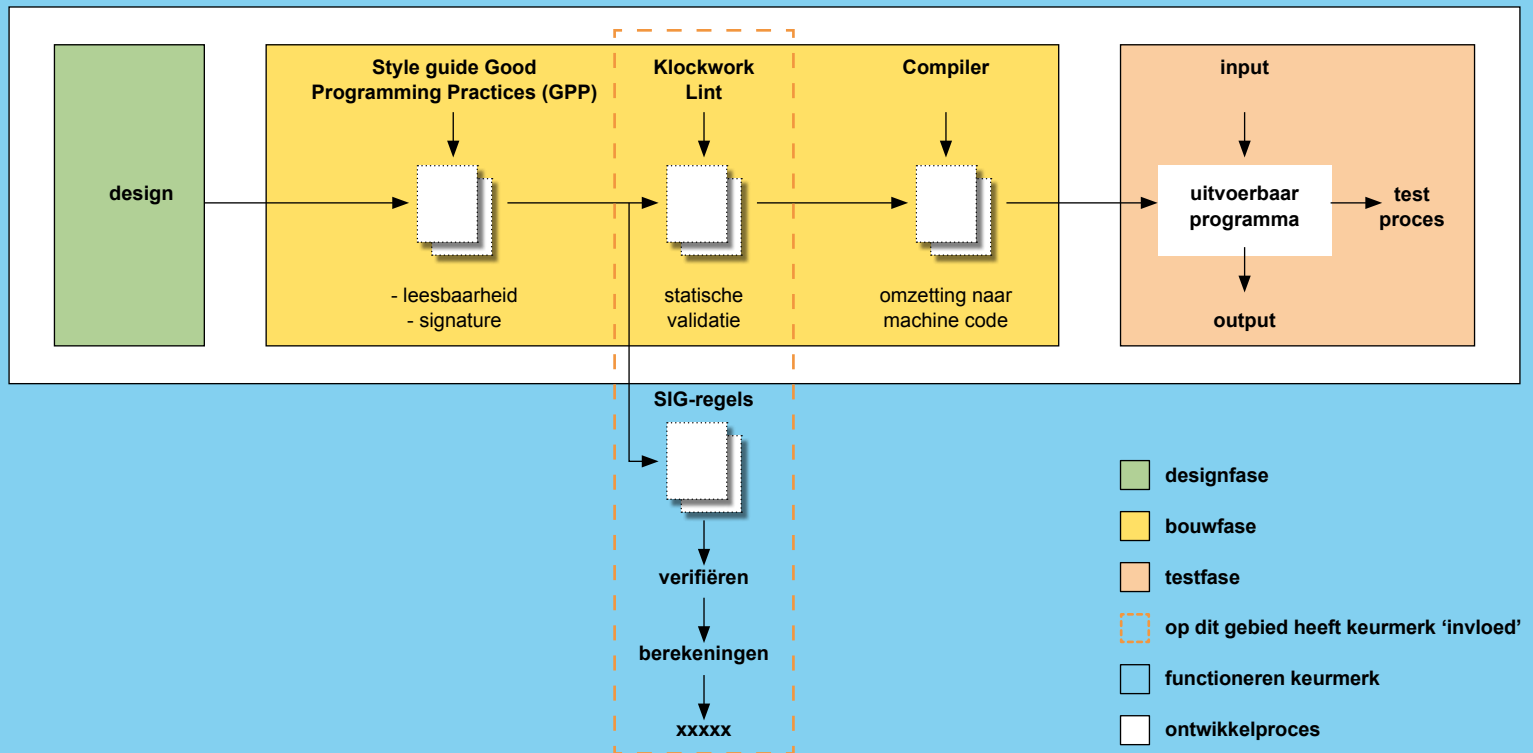 design
Style guide Good
Programming Practices (GPP)
- leesbaarheid
- signature
Klockwork
Lint
statische
validatie
Compiler
omzetting naar
machine code
input
uitvoerbaar
programma
test
proces
output
SIG-regels
verifiëren
berekeningen
xxxxx
designfase
bouwfase
testfase
op dit gebied heeft keurmerk ‘invloed’
functioneren keurmerk
ontwikkelproces